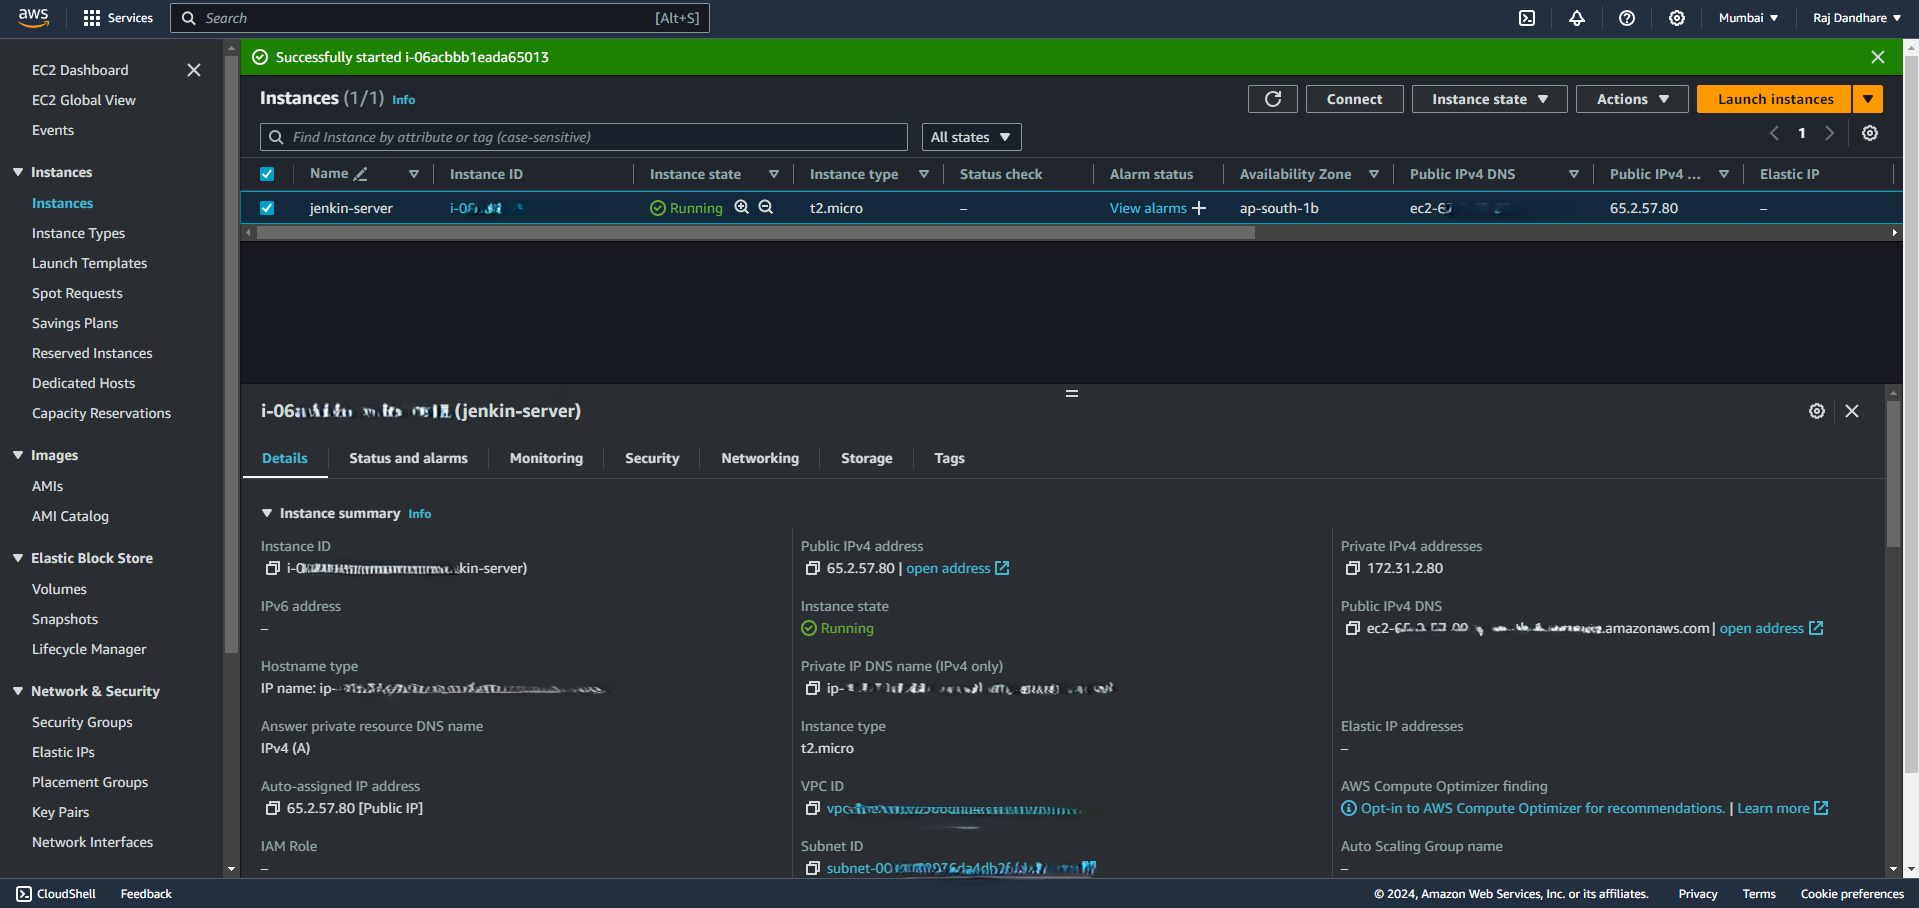 aws Services Search [Alt+S] Mumbai Raj Dandhare
EC2 Dashboard
EC2 Global View
Events
Instances
Instances
Instance Types
Launch Templates
Spot Requests
Savings Plans
Reserved Instances
Dedicated Hosts
Capacity Reservations
Images
AMIs
AMI Catalog
Elastic Block Store
Volumes
Snapshots
Lifecycle Manager
Network & Security
Security Groups
Elastic IPs
Placement Groups
Key Pairs
Network Interfaces
Successfully started i-06acbbb1eada65013
Instances (1/1) Info Connect Instance state Actions Launch instances
Find Instance by attribute or tag (case-sensitive) All states 1
Name Instance ID Instance state Instance type Status check Alarm status Availability Zone Public IPv4 DNS Public IPv4 ... Elastic IP
jenkin-server i-06 Running t2.micro – View alarms + ap-south-1b ec2-6 65.2.57.80 –
i-06 (jenkin-server)
Details Status and alarms Monitoring Security Networking Storage Tags
Instance summary Info
Instance ID
i-0 kin-server)
IPv6 address
–
Hostname type
IP name: ip-
Answer private resource DNS name
IPv4 (A)
Auto-assigned IP address
65.2.57.80 [Public IP]
IAM Role
–
Public IPv4 address
65.2.57.80 | open address
Instance state
Running
Private IP DNS name (IPv4 only)
ip-
Instance type
t2.micro
VPC ID
vpc-
Subnet ID
subnet-00
Private IPv4 addresses
172.31.2.80
Public IPv4 DNS
ec2- .amazonaws.com | open address
Elastic IP addresses
–
AWS Compute Optimizer finding
Opt-in to AWS Compute Optimizer for recommendations. | Learn more
Auto Scaling Group name
–
CloudShell Feedback © 2024, Amazon Web Services, Inc. or its affiliates. Privacy Terms Cookie preferences